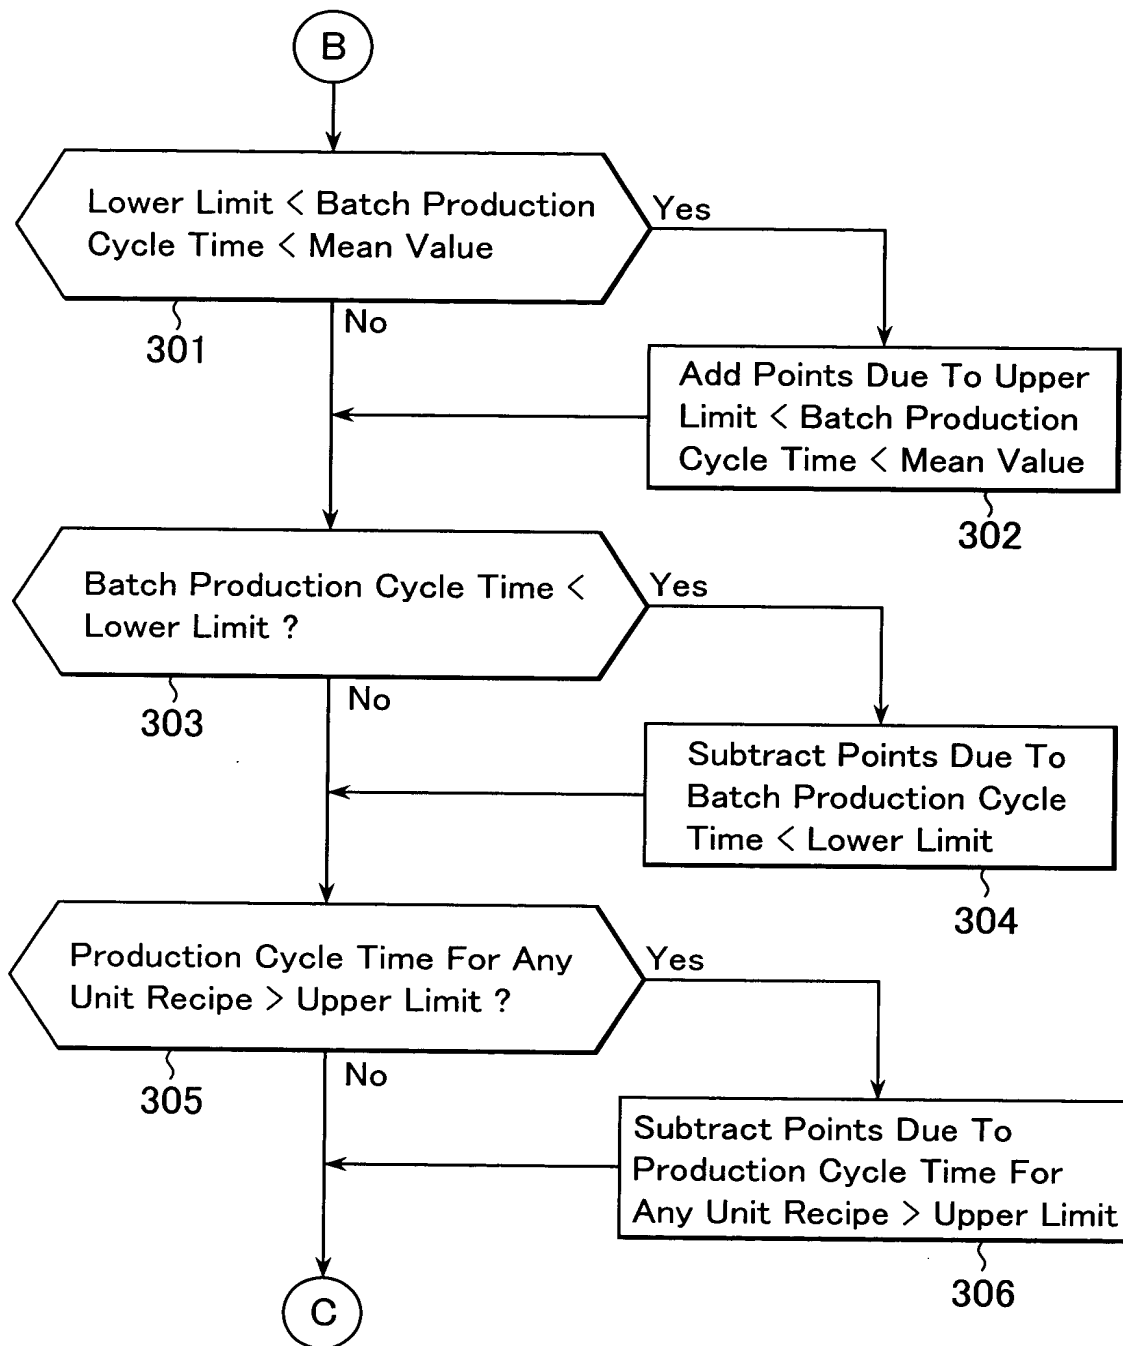 B
Lower Limit < Batch Production
Cycle Time < Mean Value
Yes
No
301
Add Points Due To Upper
Limit < Batch Production
Cycle Time < Mean Value
302
Batch Production Cycle Time <
Lower Limit ?
Yes
No
303
Subtract Points Due To
Batch Production Cycle
Time < Lower Limit
304
Production Cycle Time For Any
Unit Recipe > Upper Limit ?
Yes
No
305
Subtract Points Due To
Production Cycle Time For
Any Unit Recipe > Upper Limit
306
C